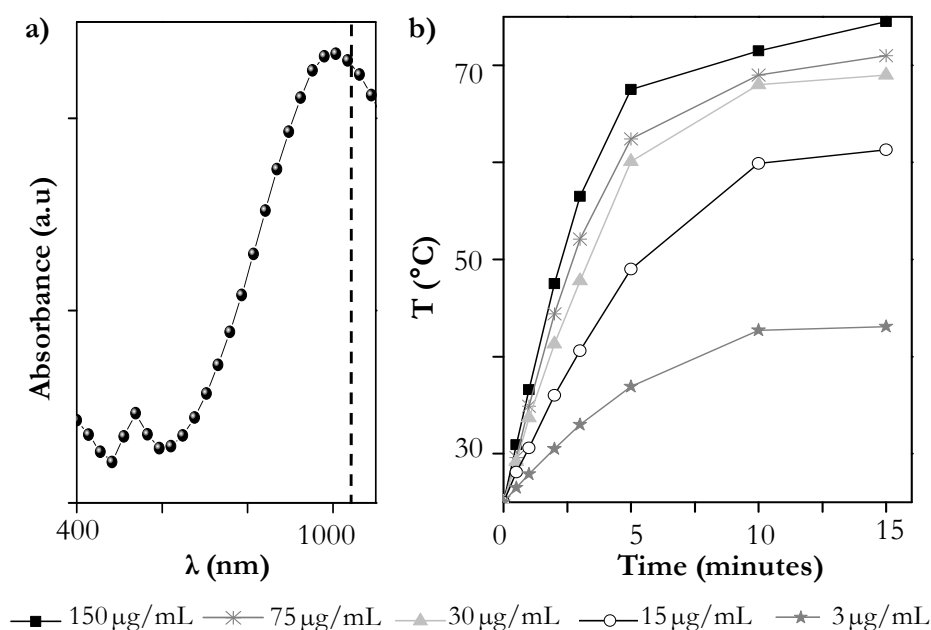 a)
Absorbance (a.u)
400
1000
λ (nm)
b)
T (°C)
70
50
30
0
5
10
15
Time (minutes)
150 µg/mL 75 µg/mL 30 µg/mL 15 µg/mL 3 µg/mL